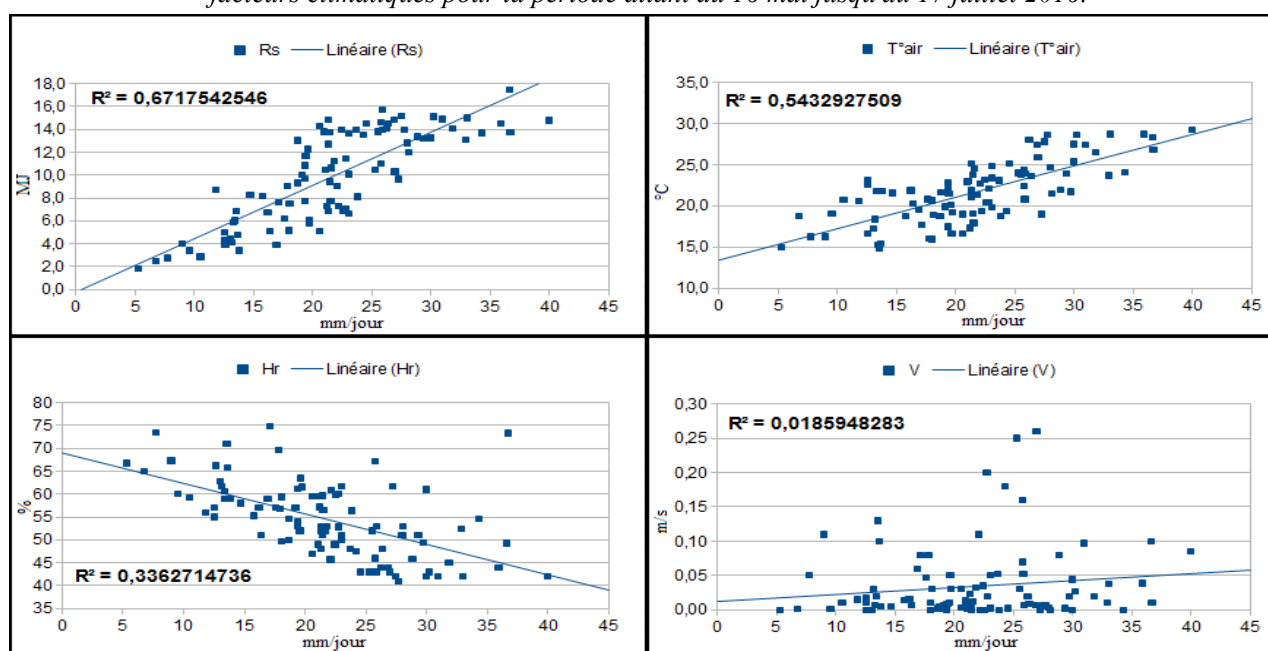 facteurs climatiques pour la période allant du mai jusqu'au 17 juillet
Rs Linéaire (Rs)
R² = 0,6717542546
18,0
16,0
14,0
12,0
10,0
8,0
6,0
4,0
2,0
0,0
MJ
0 5 10 15 20 25 30 35 40 45
mm/jour
T°air Linéaire (T°air)
R² = 0,5432927509
35,0
30,0
25,0
20,0
15,0
10,0
°C
0 5 10 15 20 25 30 35 40 45
mm/jour
Hr Linéaire (Hr)
80
75
70
65
60
55
50
45
40
35
%
R² = 0,3362714736
0 5 10 15 20 25 30 35 40 45
mm/jour
V Linéaire (V)
R² = 0,0185948283
0,30
0,25
0,20
0,15
0,10
0,05
0,00
m/s
0 5 10 15 20 25 30 35 40 45
mm/jour